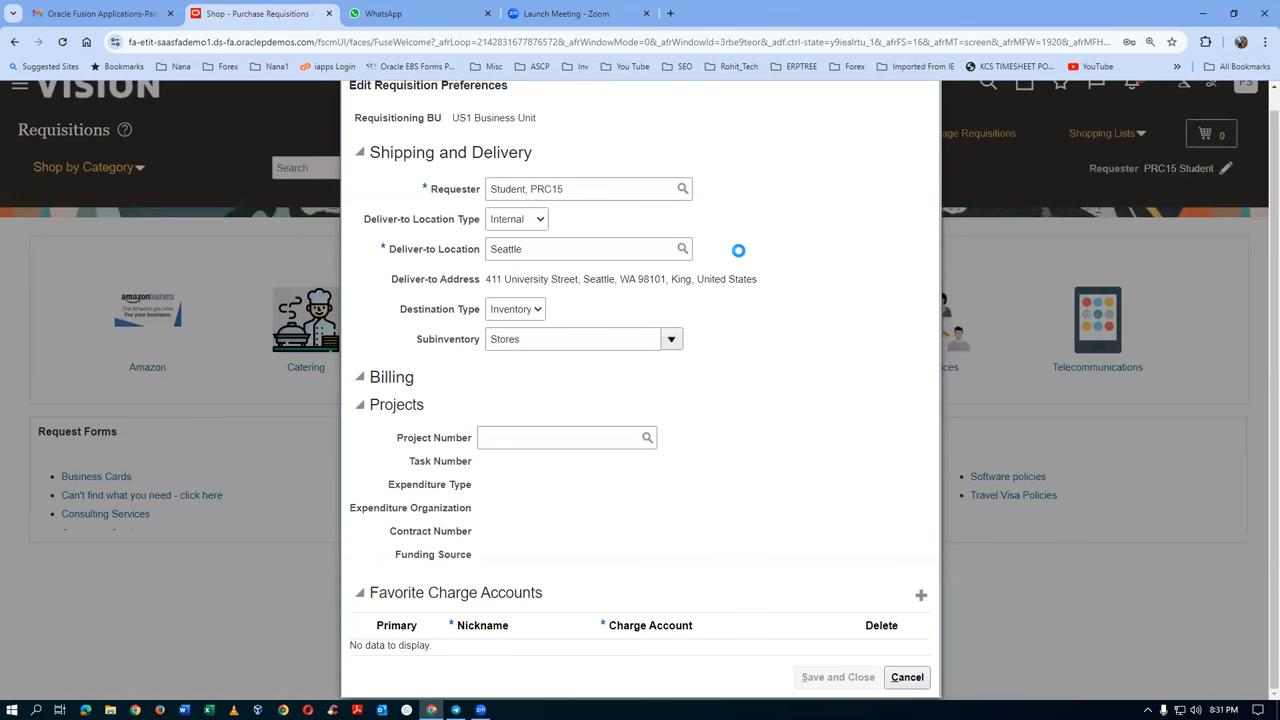 Oracle Fusion Applications-Pass
Shop - Purchase Requisitions -
WhatsApp
Launch Meeting - Zoom
fa-etit-saasfademo1.ds-fa.oraclepdemos.com/fscmUI/faces/FuseWelcome?_afrLoop=2142831677876572&_afrWindowMode=0&_afrWindowId=3rbe9teor&_adf.ctrl-state=y9iealrtu_1&_afrFS=16&_afrMT=screen&_afrMFW=1920&_afrMFH...
Suggested Sites
Bookmarks
Nana
Forex
Nana1
iapps Login
Oracle EBS Forms P...
Misc
ASCP
Inv
You Tube
SEO
Rohit_Tech
ERPTREE
Forex
Imported From IE
KCS TIMESHEET PO...
YouTube
All Bookmarks
VISION
Edit Requisition Preferences
Requisitioning BU US1 Business Unit
Requisitions
age Requisitions
Shopping Lists
0
Shipping and Delivery
Shop by Category
Search
Requester PRC15 Student
* Requester Student, PRC15
Deliver-to Location Type Internal
* Deliver-to Location Seattle
Deliver-to Address 411 University Street, Seattle, WA 98101, King, United States
amazonbusiness
Destination Type Inventory
Subinventory Stores
Amazon
Catering
ices
Telecommunications
Billing
Projects
Request Forms
Project Number
Task Number
Business Cards
Software policies
Expenditure Type
Can't find what you need - click here
Travel Visa Policies
Expenditure Organization
Consulting Services
Contract Number
Funding Source
Favorite Charge Accounts
Primary * Nickname * Charge Account Delete
No data to display.
Save and Close Cancel
8:31 PM